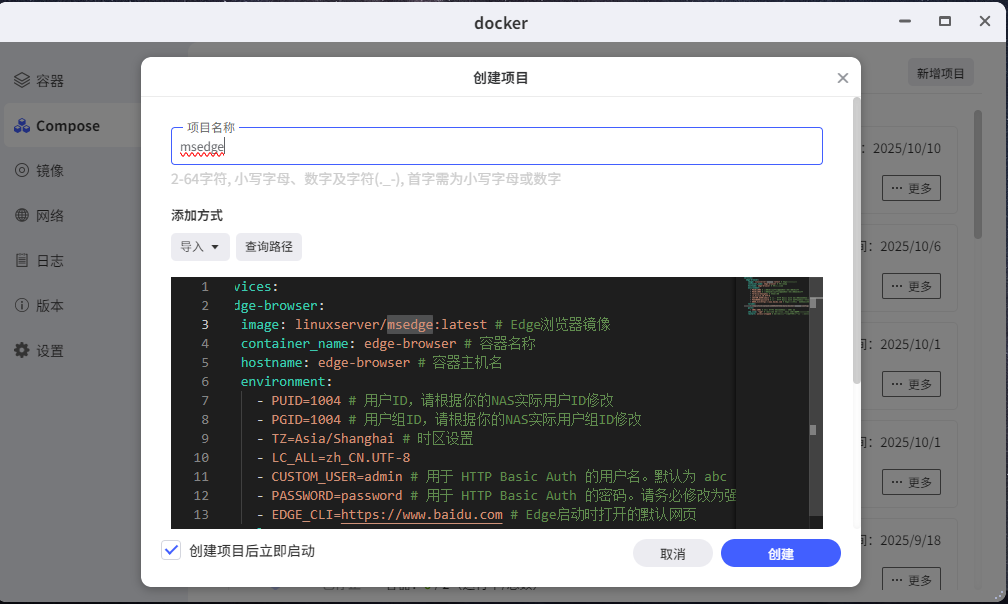 docker
容器
Compose
镜像
网络
日志
版本
设置
新增项目
: 2025/10/10
··· 更多
间: 2025/10/6
··· 更多
间: 2025/10/1
··· 更多
间: 2025/10/1
··· 更多
间: 2025/9/18
··· 更多
创建项目
项目名称
msedge
2-64字符, 小写字母、数字及字符(._-), 首字需为小写字母或数字
添加方式
导入
查询路径
1 vices:
2 dge-browser:
3 image: linuxserver/msedge:latest # Edge浏览器镜像
4 container_name: edge-browser # 容器名称
5 hostname: edge-browser # 容器主机名
6 environment:
7 - PUID=1004 # 用户ID，请根据你的NAS实际用户ID修改
8 - PGID=1004 # 用户组ID，请根据你的NAS实际用户组ID修改
9 - TZ=Asia/Shanghai # 时区设置
10 - LC_ALL=zh_CN.UTF-8
11 - CUSTOM_USER=admin # 用于 HTTP Basic Auth 的用户名。默认为 abc
12 - PASSWORD=password # 用于 HTTP Basic Auth 的密码。请务必修改为强
13 - EDGE_CLI=https://www.baidu.com # Edge启动时打开的默认网页
创建项目后立即启动
取消
创建